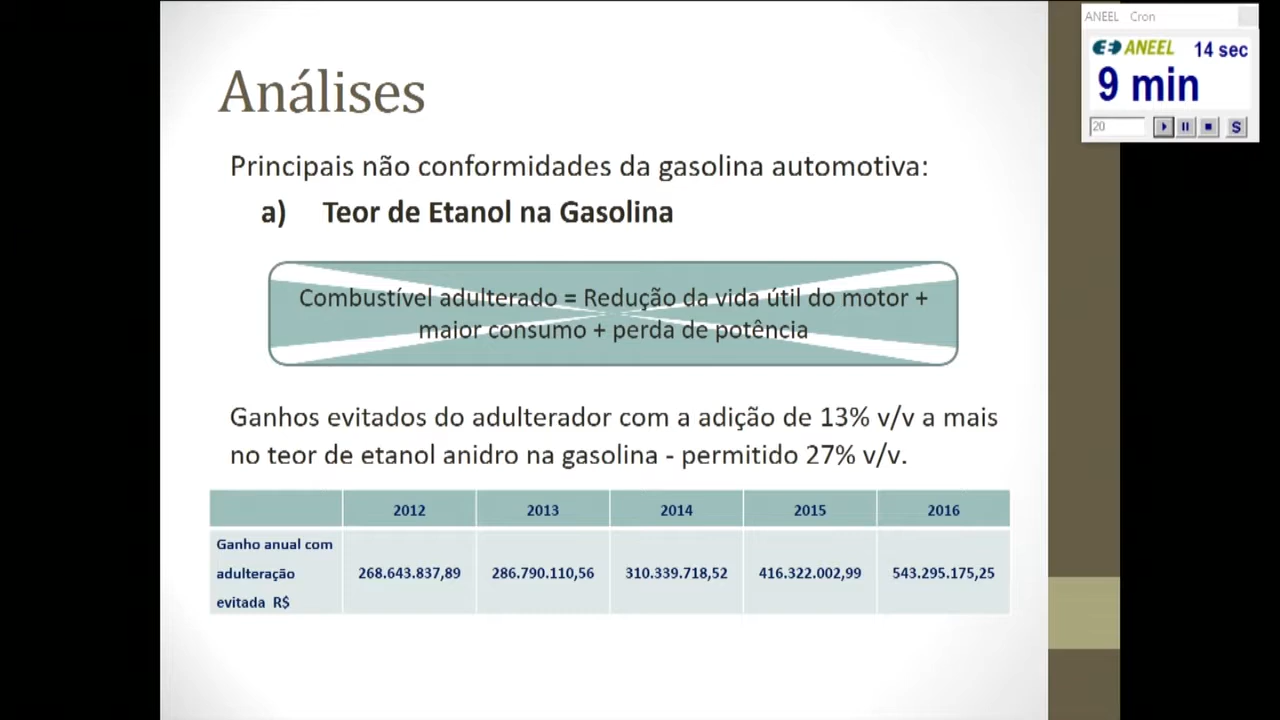 Análises
Principais não conformidades da gasolina automotiva:
a) Teor de Etanol na Gasolina
Combustível adulterado = Redução da vida útil do motor +
maior consumo + perda de potência
Ganhos evitados do adulterador com a adição de 13% v/v a mais
no teor de etanol anidro na gasolina - permitido 27% v/v.
2012 2013 2014 2015 2016
Ganho anual com
adulteração 268.643.837,89 286.790.110,56 310.339.718,52 416.322.002,99 543.295.175,25
evitada R$
ANEEL Cron
ANEEL 14 sec
9 min
20 S